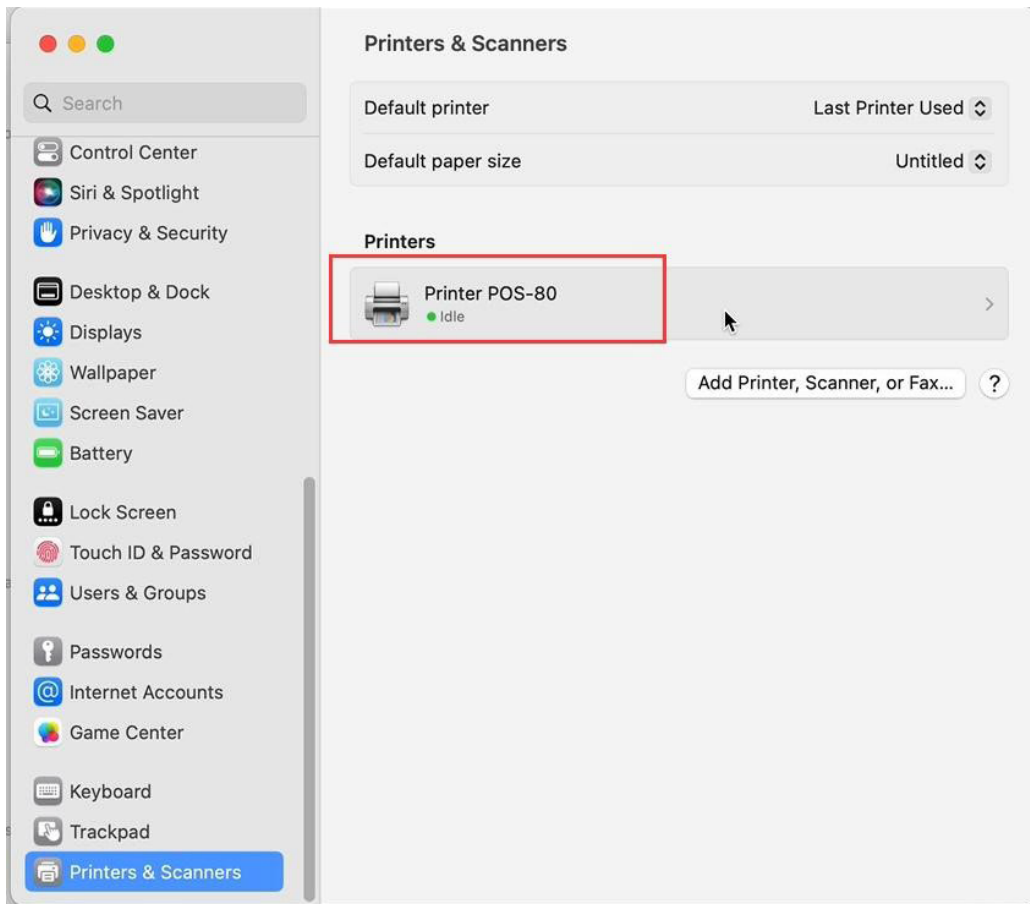 Search
Control Center
Siri & Spotlight
Privacy & Security
Desktop & Dock
Displays
Wallpaper
Screen Saver
Battery
Lock Screen
Touch ID & Password
Users & Groups
Passwords
Internet Accounts
Game Center
Keyboard
Trackpad
Printers & Scanners
Printers & Scanners
Default printer Last Printer Used
Default paper size Untitled
Printers
Printer POS-80
Idle
Add Printer, Scanner, or Fax... ?